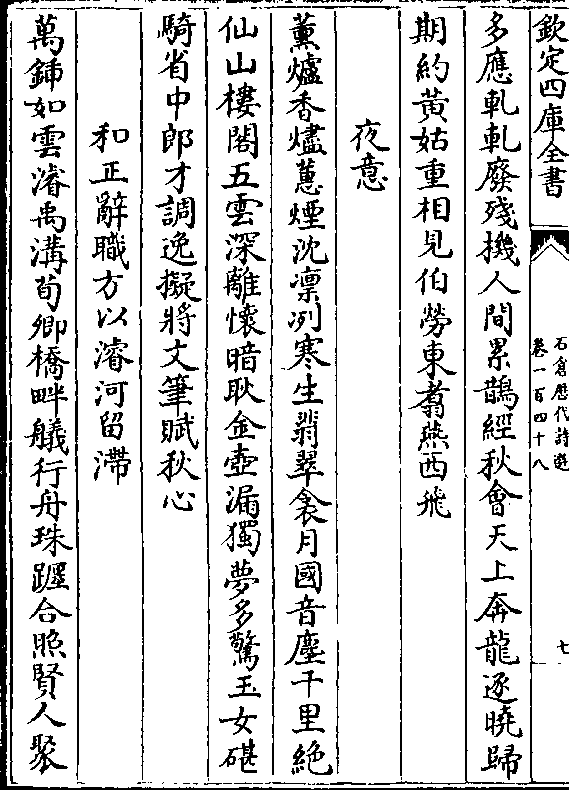 欽定四庫全書
石倉歴代詩選
卷一百四十八
七
多應軋軋廢殘機人間累鵲經秋會天上奔龍逐曉歸
期約黄姑重相見伯勞東翥燕西飛
夜意
薫爐香燼蕙煙沈凛冽寒生翡翠衾月國音塵千里絶
仙山樓閣五雲深離懷暗耿金壺漏獨夢多驚玉女碪
騎省中郎才調逸擬將文筆賦秋心
和正辭職方以濬河留滯
萬鍤如雲濬禹溝荀卿橋畔艤行舟珠躔合照賢人聚